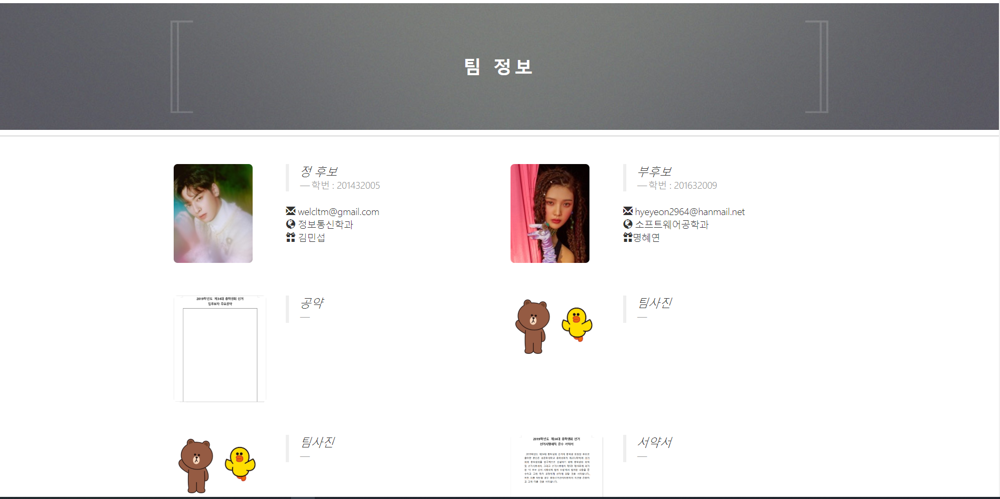 팀 정보
정 후보
— 학번 : 201432005
welcltm@gmail.com
정보통신학과
김민섭
부후보
— 학번 : 201632009
hyeyeon2964@hanmail.net
소프트웨어공학과
명혜연
공약
—
2019학년도 제34대 총학생회 선거
입후보자 주요공약
팀사진
—
팀사진
—
서약서
—
2019학년도 제34대 총학생회 선거
선거시행세칙 준수 서약서